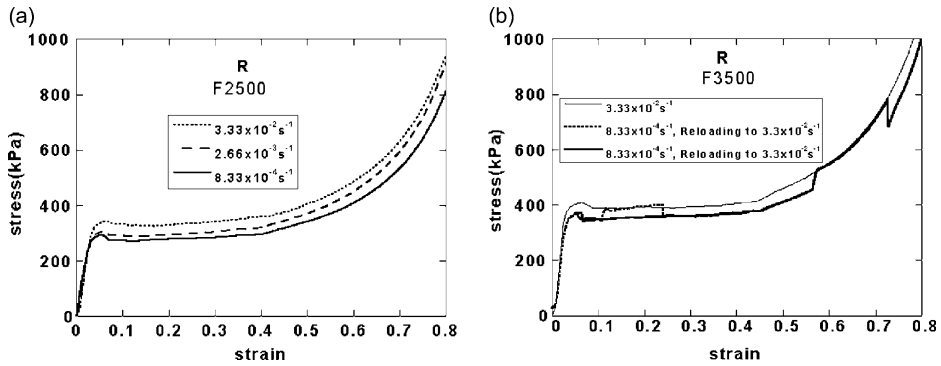 (a)
1000
800
600
400
200
0
stress(kPa)
R
F2500
3.33x10⁻²s⁻¹
2.66x10⁻³s⁻¹
8.33x10⁻⁴s⁻¹
0 0.1 0.2 0.3 0.4 0.5 0.6 0.7 0.8
strain
(b)
1000
800
600
400
200
0
stress(kPa)
R
F3500
3.33x10⁻²s⁻¹
8.33x10⁻⁴s⁻¹, Reloading to 3.3x10⁻²s⁻¹
8.33x10⁻⁴s⁻¹, Reloading to 3.3x10⁻²s⁻¹
0 0.1 0.2 0.3 0.4 0.5 0.6 0.7 0.8
strain